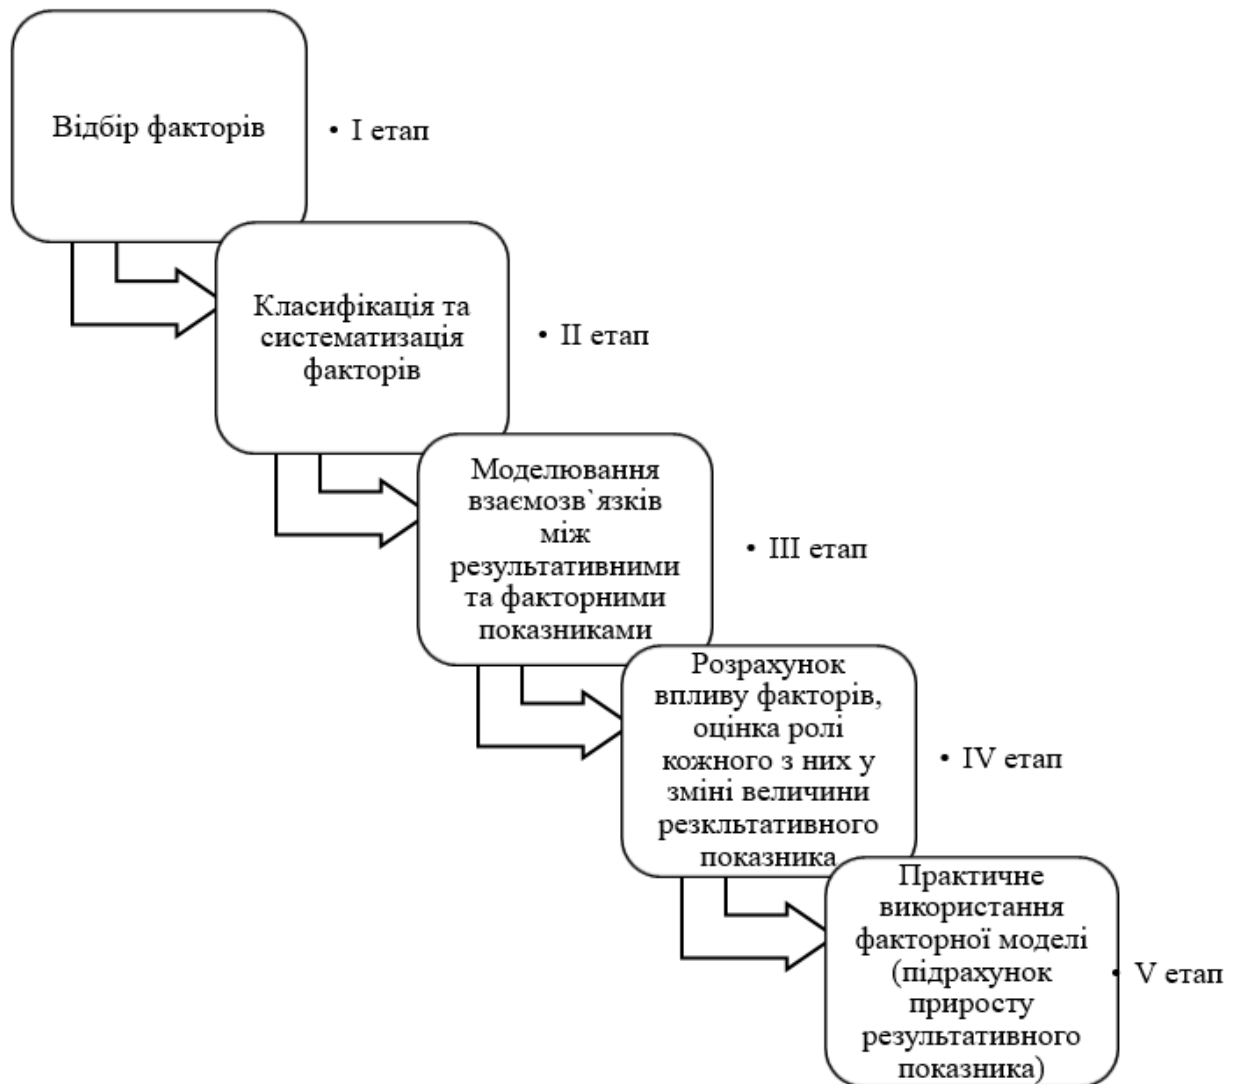 Відбір факторів
• І етап
Класифікація та
систематизація
факторів
• ІІ етап
Моделювання
взаємозв`язків
між
результативними
та факторними
показниками
• ІІІ етап
Розрахунок
впливу факторів,
оцінка ролі
кожного з них у
зміні величини
резкльтативного
показника
• IV етап
Практичне
використання
факторної моделі
(підрахунок
приросту
результативного
показника)
• V етап